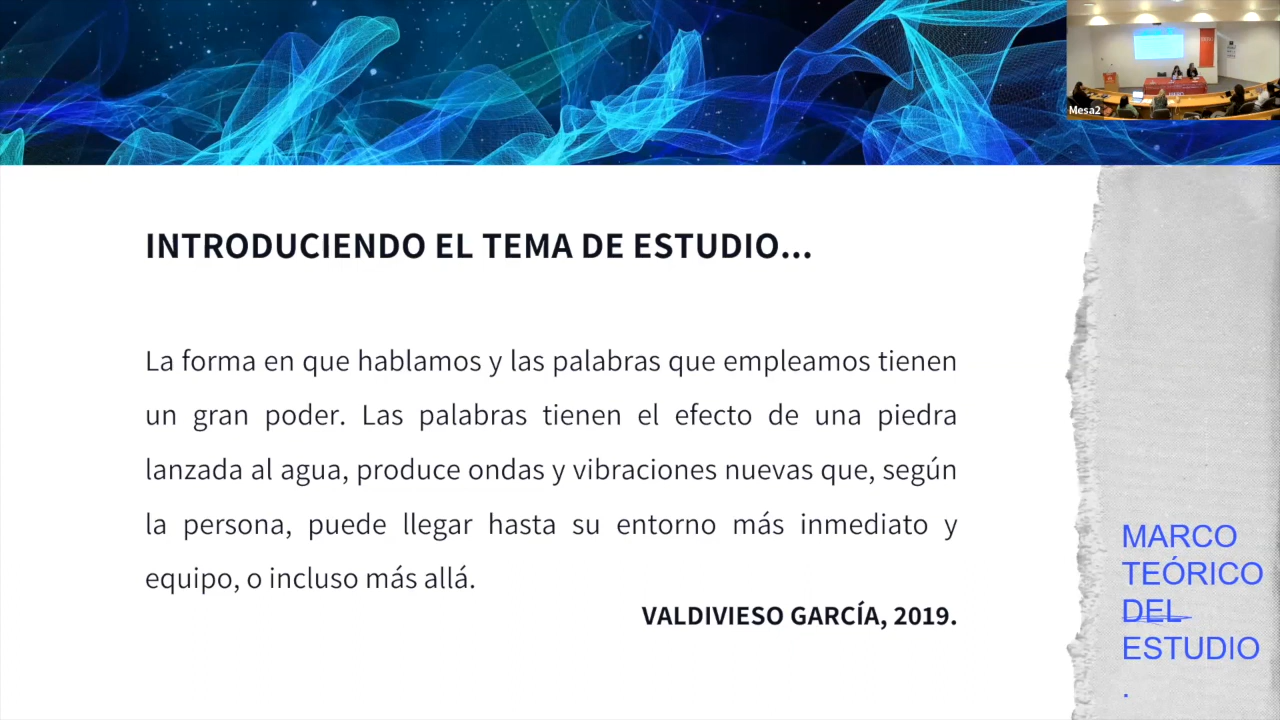 Mesa2
INTRODUCIENDO EL TEMA DE ESTUDIO...
La forma en que hablamos y las palabras que empleamos tienen
un gran poder. Las palabras tienen el efecto de una piedra
lanzada al agua, produce ondas y vibraciones nuevas que, según
la persona, puede llegar hasta su entorno más inmediato y
equipo, o incluso más allá.
VALDIVIESO GARCÍA, 2019.
MARCO
TEÓRICO
DEL
ESTUDIO
.